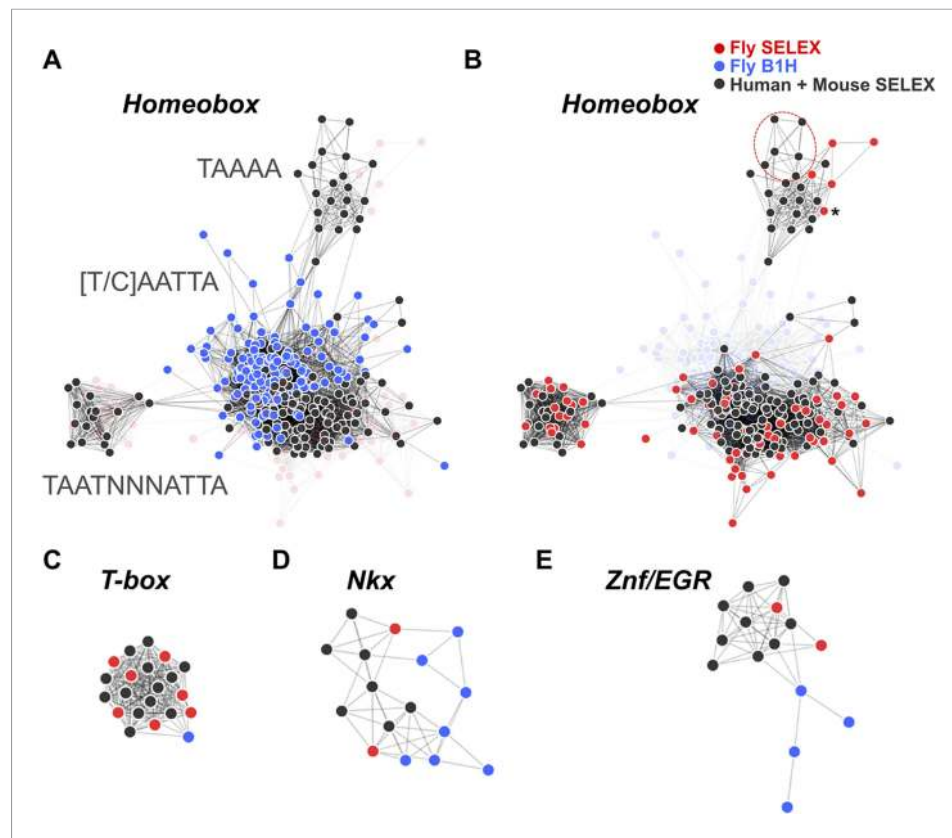 A
B
Fly SELEX
Fly B1H
Human + Mouse SELEX
Homeobox
Homeobox
TAAAA
*
[T/C]AATTA
TAATNNNATTA
C
D
E
T-box
Nkx
Znf/EGR